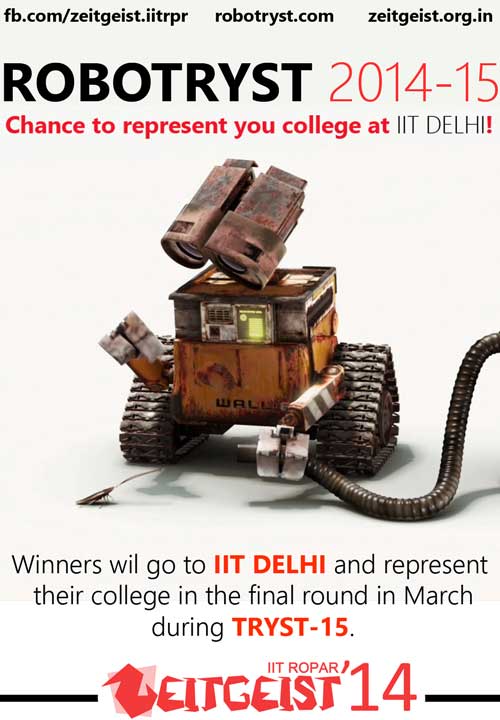 fb.com/zeitgeist.iitrpr robotryst.com zeitgeist.org.in
ROBOTRYST 2014-15
Chance to represent you college at IIT DELHI!
WALL
Winners wil go to IIT DELHI and represent
their college in the final round in March
during TRYST-15.
IIT ROPAR
ZEITGEIST'14